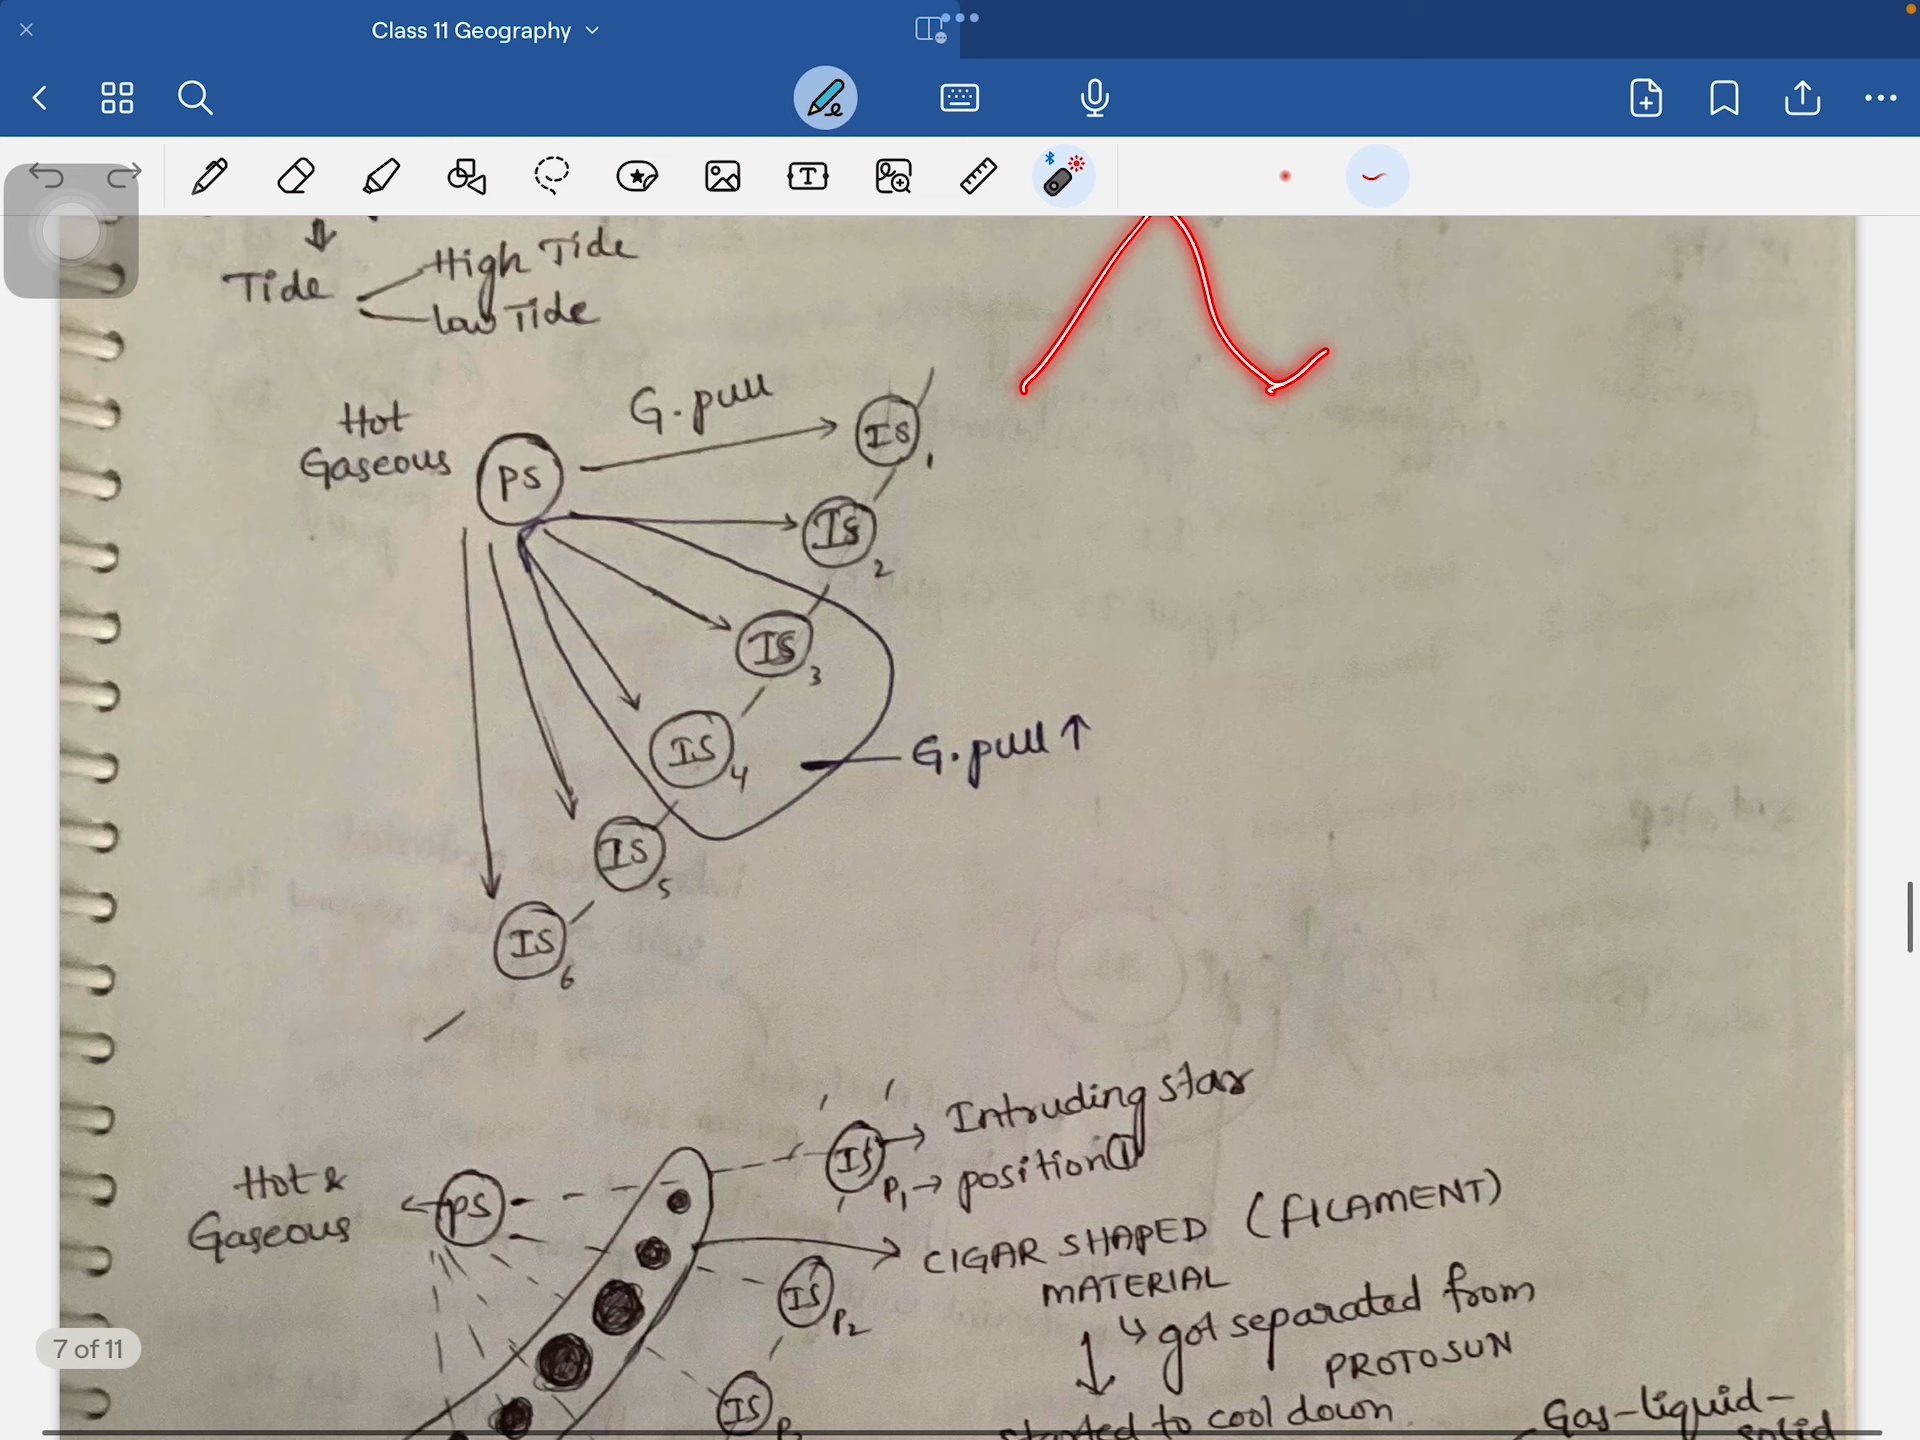 Class 11 Geography
Tide
High Tide
low Tide
Hot
Gaseous
PS
G. pull
IS
1
IS
2
IS
3
IS
4
G. pull ↑
IS
5
IS
6
Hot &
Gaseous
PS
IS
P₁ → position ①
Intruding star
CIGAR SHAPED (FILAMENT)
MATERIAL
↳ got separated from
PROTOSUN
IS
P₂
IS
started to cool down
Gas-liquid-
solid
7 of 11